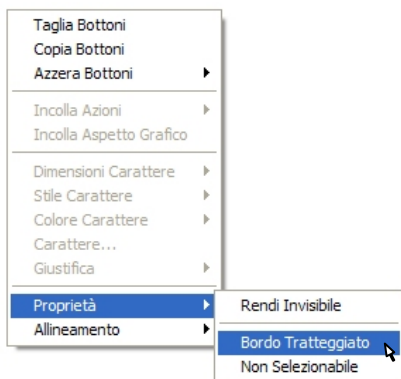 Taglia Bottoni
Copia Bottoni
Azzera Bottoni
Incolla Azioni
Incolla Aspetto Grafico
Dimensioni Carattere
Stile Carattere
Colore Carattere
Carattere...
Giustifica
Proprietà
Allineamento
Rendi Invisibile
Bordo Tratteggiato
Non Selezionabile